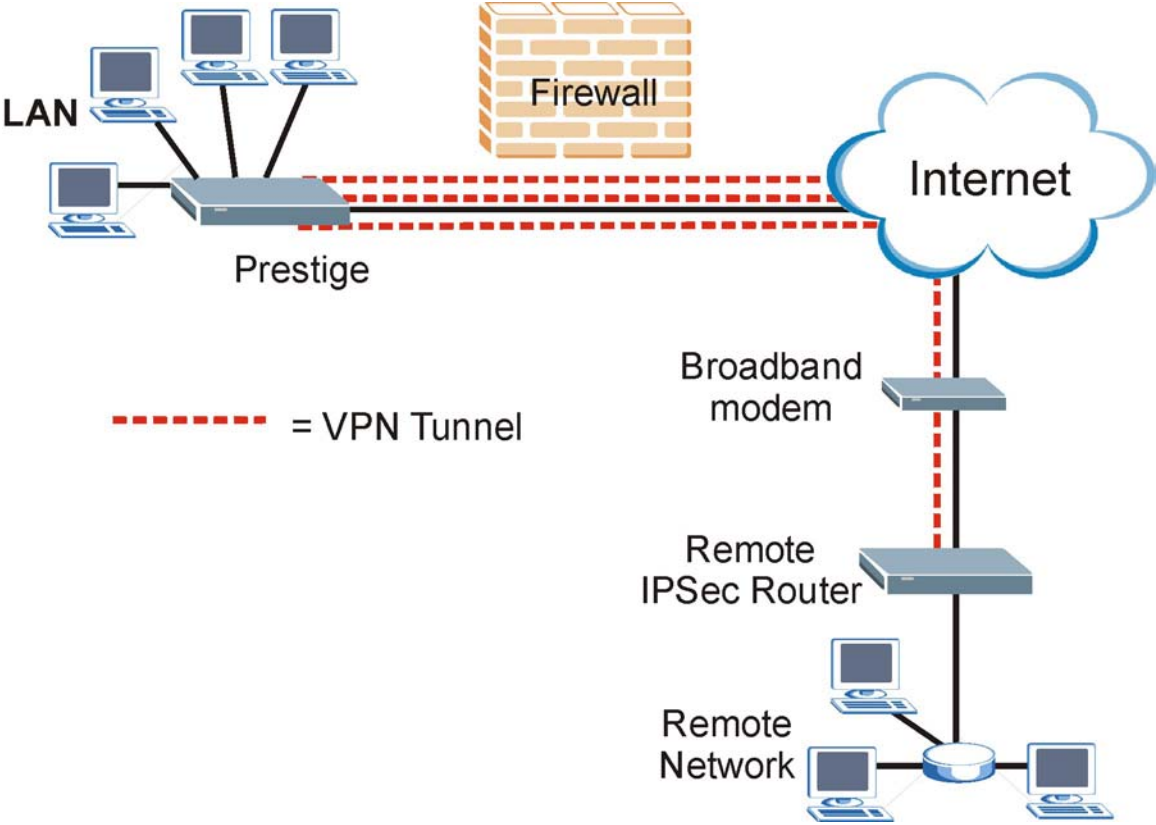 Firewall
LAN
Internet
Prestige
Broadband
modem
= VPN Tunnel
Remote
IPSec Router
Remote
Network